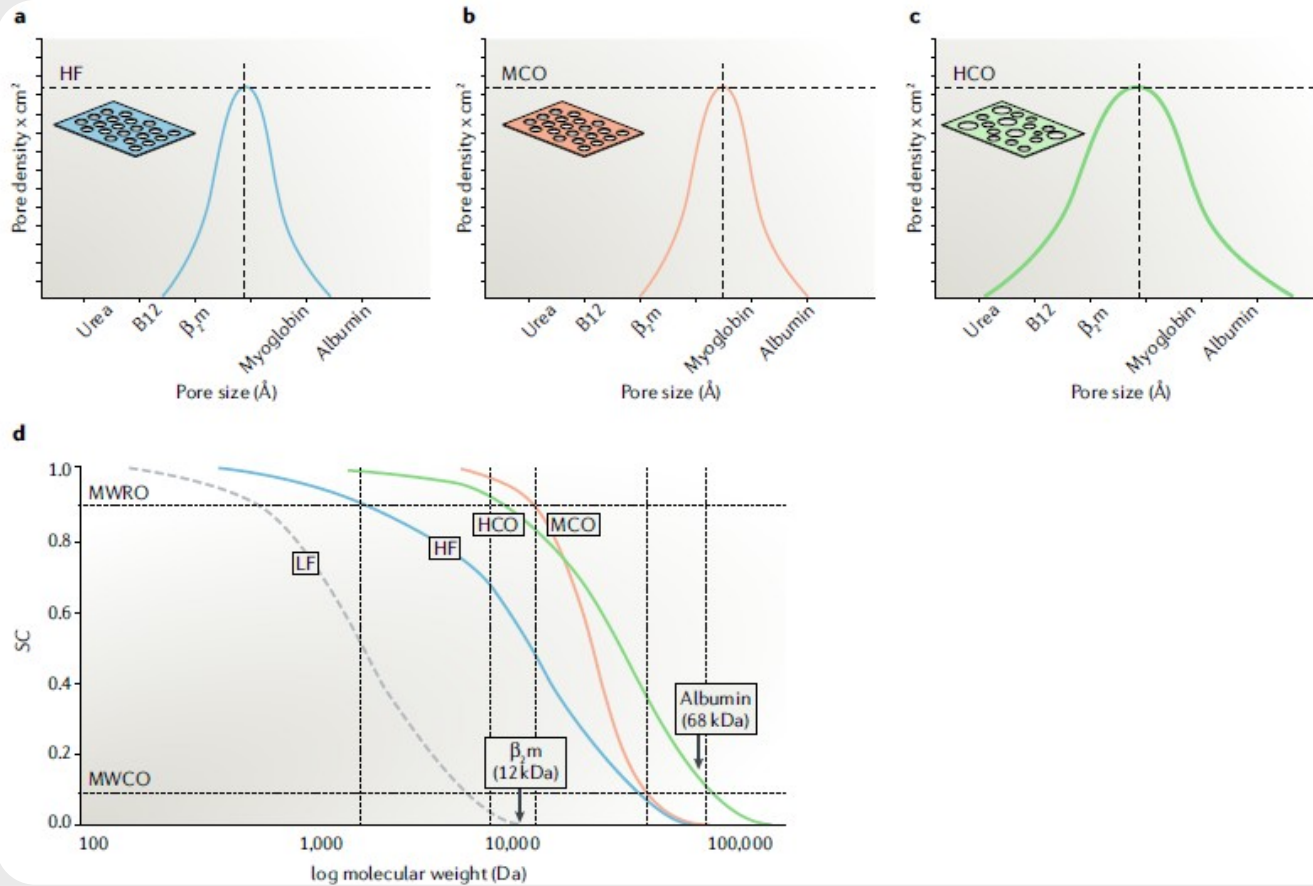 a
HF
Pore density x cm²
Urea
B12
β₂m
Myoglobin
Albumin
Pore size (Å)
b
MCO
Pore density x cm²
Urea
B12
β₂m
Myoglobin
Albumin
Pore size (Å)
c
HCO
Pore density x cm²
Urea
B12
β₂m
Myoglobin
Albumin
Pore size (Å)
d
1.0
MWRO
HCO
MCO
0.8
HF
LF
0.6
SC
0.4
Albumin
(68 kDa)
0.2
β₂m
(12 kDa)
MWCO
0.0
100
1,000
10,000
100,000
log molecular weight (Da)